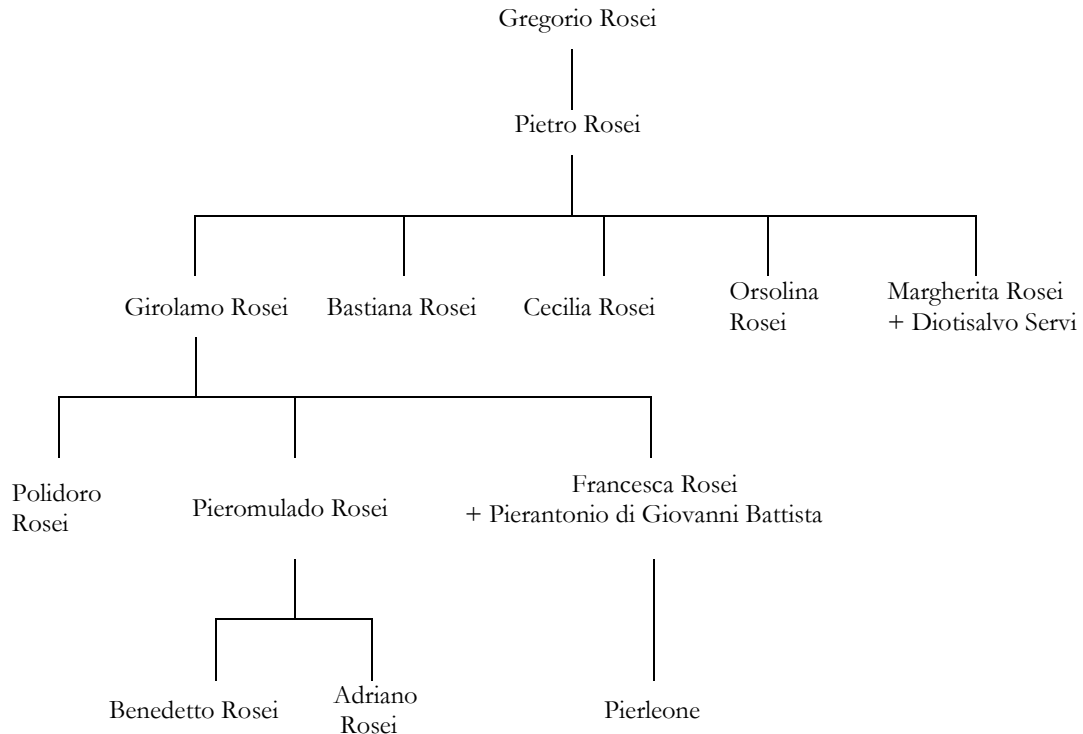 Gregorio Rosei
Pietro Rosei
Girolamo Rosei
Bastiana Rosei
Cecilia Rosei
Orsolina
Rosei
Margherita Rosei
+ Diotisalvo Servi
Polidoro
Rosei
Pieromulado Rosei
Francesca Rosei
+ Pierantonio di Giovanni Battista
Benedetto Rosei
Adriano
Rosei
Pierleone